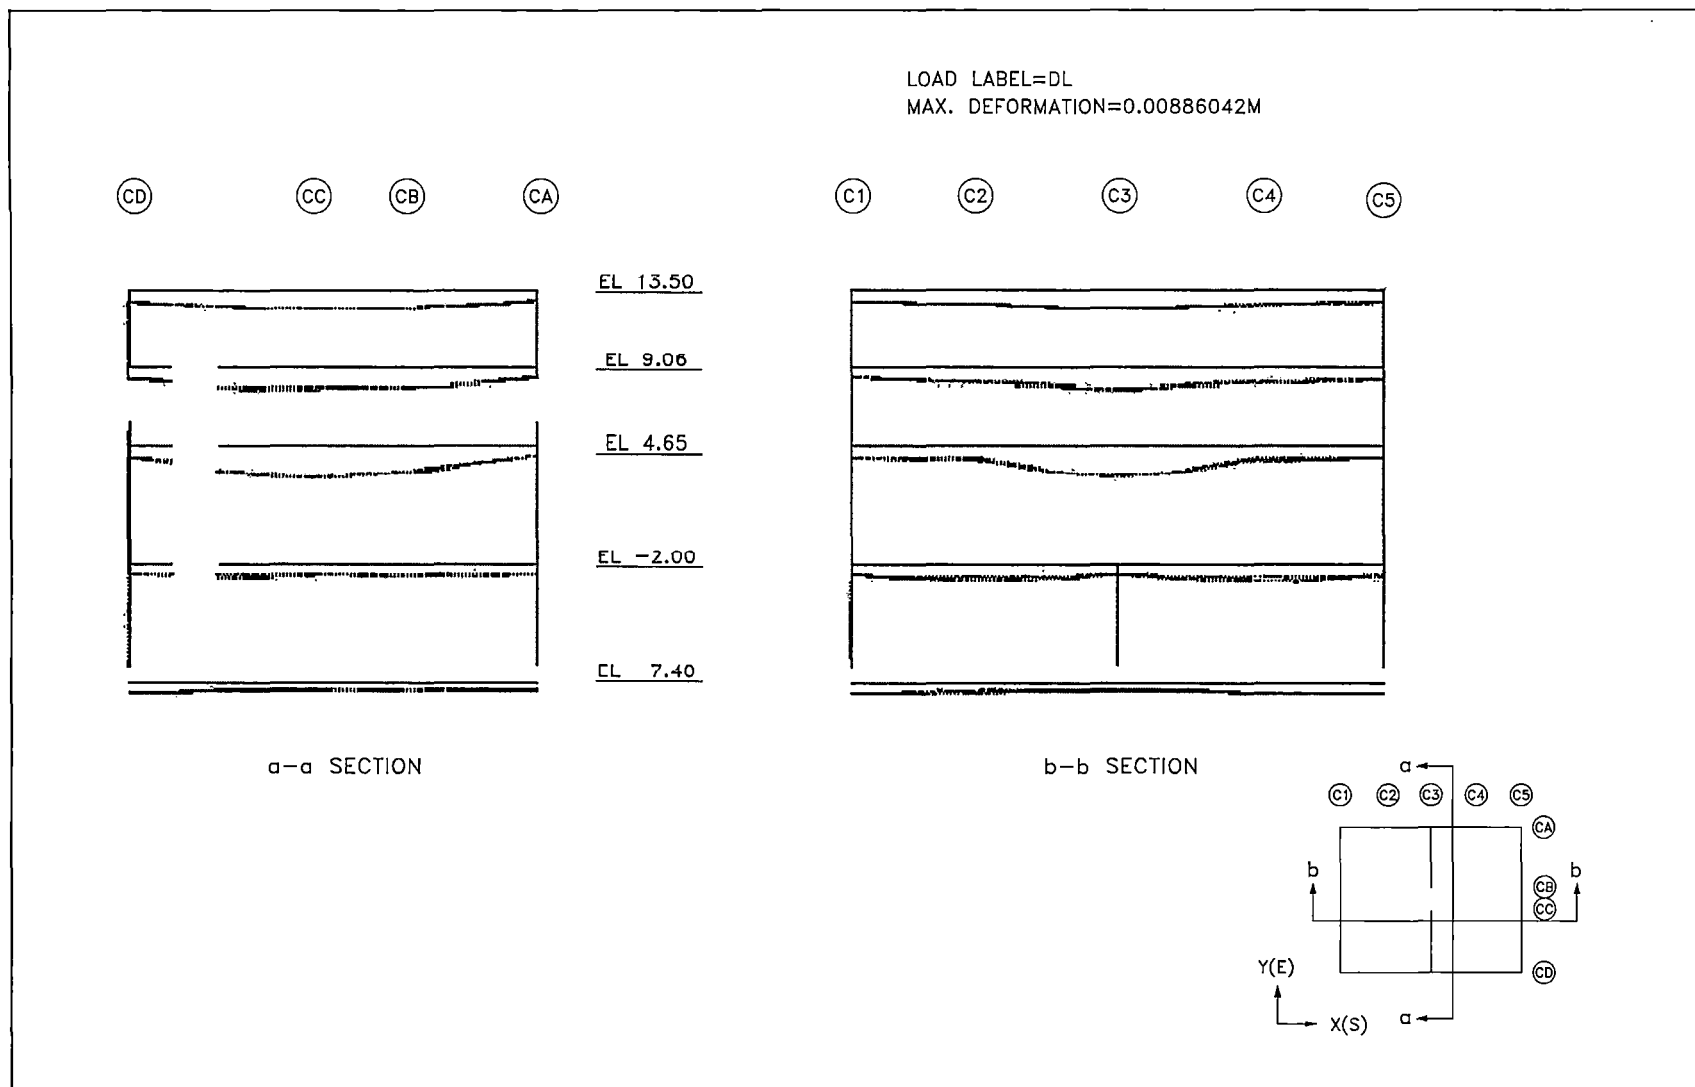 LOAD LABEL=DL
MAX. DEFORMATION=0.00886042M
CD CC CB CA
C1 C2 C3 C4 C5
EL 13.50
EL 9.06
EL 4.65
EL -2.00
EL 7.40
a-a SECTION
b-b SECTION
a
C1 C2 C3 C4 C5
CA
b b
CB
CC
Y(E)
CD
X(S)
a